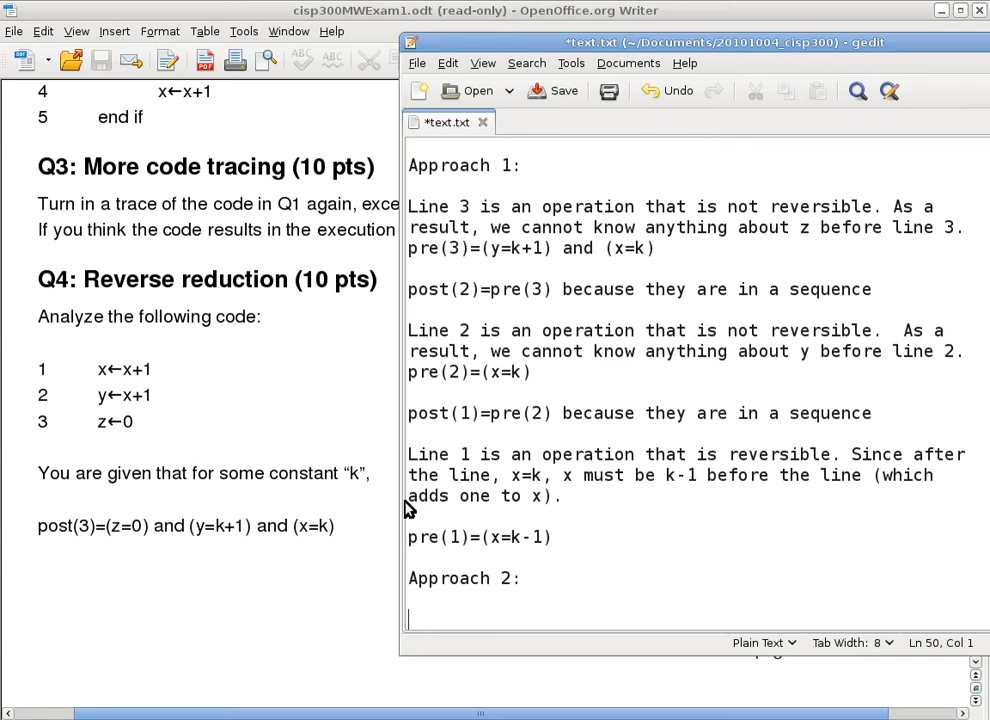 cisp300MWExam1.odt (read-only) - OpenOffice.org Writer
File Edit View Insert Format Table Tools Window Help
4 x←x+1
5 end if
Q3: More code tracing (10 pts)
Turn in a trace of the code in Q1 again, exce
If you think the code results in the execution
Q4: Reverse reduction (10 pts)
Analyze the following code:
1 x←x+1
2 y←x+1
3 z←0
You are given that for some constant “k”,
post(3)=(z=0) and (y=k+1) and (x=k)
*text.txt (~/Documents/20101004_cisp300) - gedit
File Edit View Search Tools Documents Help
Open Save Undo
*text.txt
Approach 1:
Line 3 is an operation that is not reversible. As a
result, we cannot know anything about z before line 3.
pre(3)=(y=k+1) and (x=k)
post(2)=pre(3) because they are in a sequence
Line 2 is an operation that is not reversible.  As a
result, we cannot know anything about y before line 2.
pre(2)=(x=k)
post(1)=pre(2) because they are in a sequence
Line 1 is an operation that is reversible. Since after
the line, x=k, x must be k-1 before the line (which
adds one to x).
pre(1)=(x=k-1)
Approach 2:
Plain Text Tab Width: 8 Ln 50, Col 1